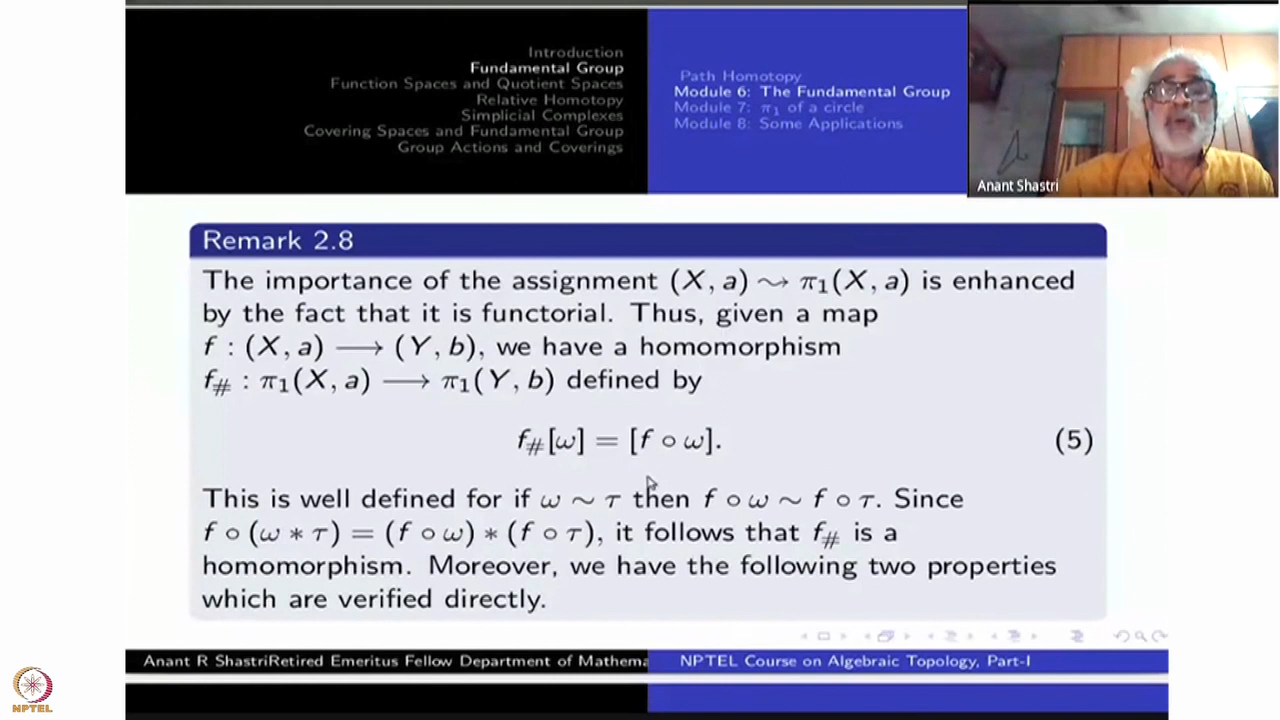 Introduction
Fundamental Group
Function Spaces and Quotient Spaces
Relative Homotopy
Simplicial Complexes
Covering Spaces and Fundamental Group
Group Actions and Coverings
Path Homotopy
Module 6: The Fundamental Group
Module 7: π₁ of a circle
Module 8: Some Applications
Anant Shastri
Remark 2.8
The importance of the assignment (X, a) ⇝ π₁(X, a) is enhanced
by the fact that it is functorial. Thus, given a map
f : (X, a) ⟶ (Y, b), we have a homomorphism
f# : π₁(X, a) ⟶ π₁(Y, b) defined by
f#[ω] = [f ∘ ω]. (5)
This is well defined for if ω ∼ τ then f ∘ ω ∼ f ∘ τ. Since
f ∘ (ω ∗ τ) = (f ∘ ω) ∗ (f ∘ τ), it follows that f# is a
homomorphism. Moreover, we have the following two properties
which are verified directly.
Anant R ShastriRetired Emeritus Fellow Department of Mathema
NPTEL Course on Algebraic Topology, Part-I
NPTEL